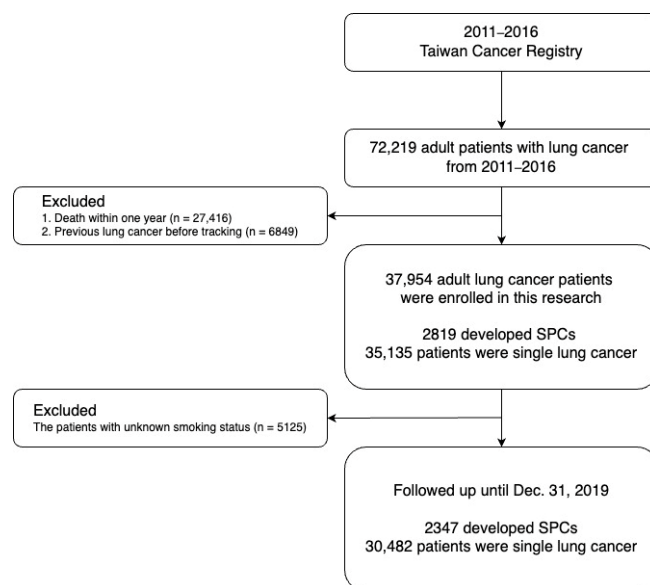 2011–2016
Taiwan Cancer Registry
72,219 adult patients with lung cancer
from 2011–2016
Excluded
1. Death within one year (n = 27,416)
2. Previous lung cancer before tracking (n = 6849)
37,954 adult lung cancer patients
were enrolled in this research
2819 developed SPCs
35,135 patients were single lung cancer
Excluded
The patients with unknown smoking status (n = 5125)
Followed up until Dec. 31, 2019
2347 developed SPCs
30,482 patients were single lung cancer